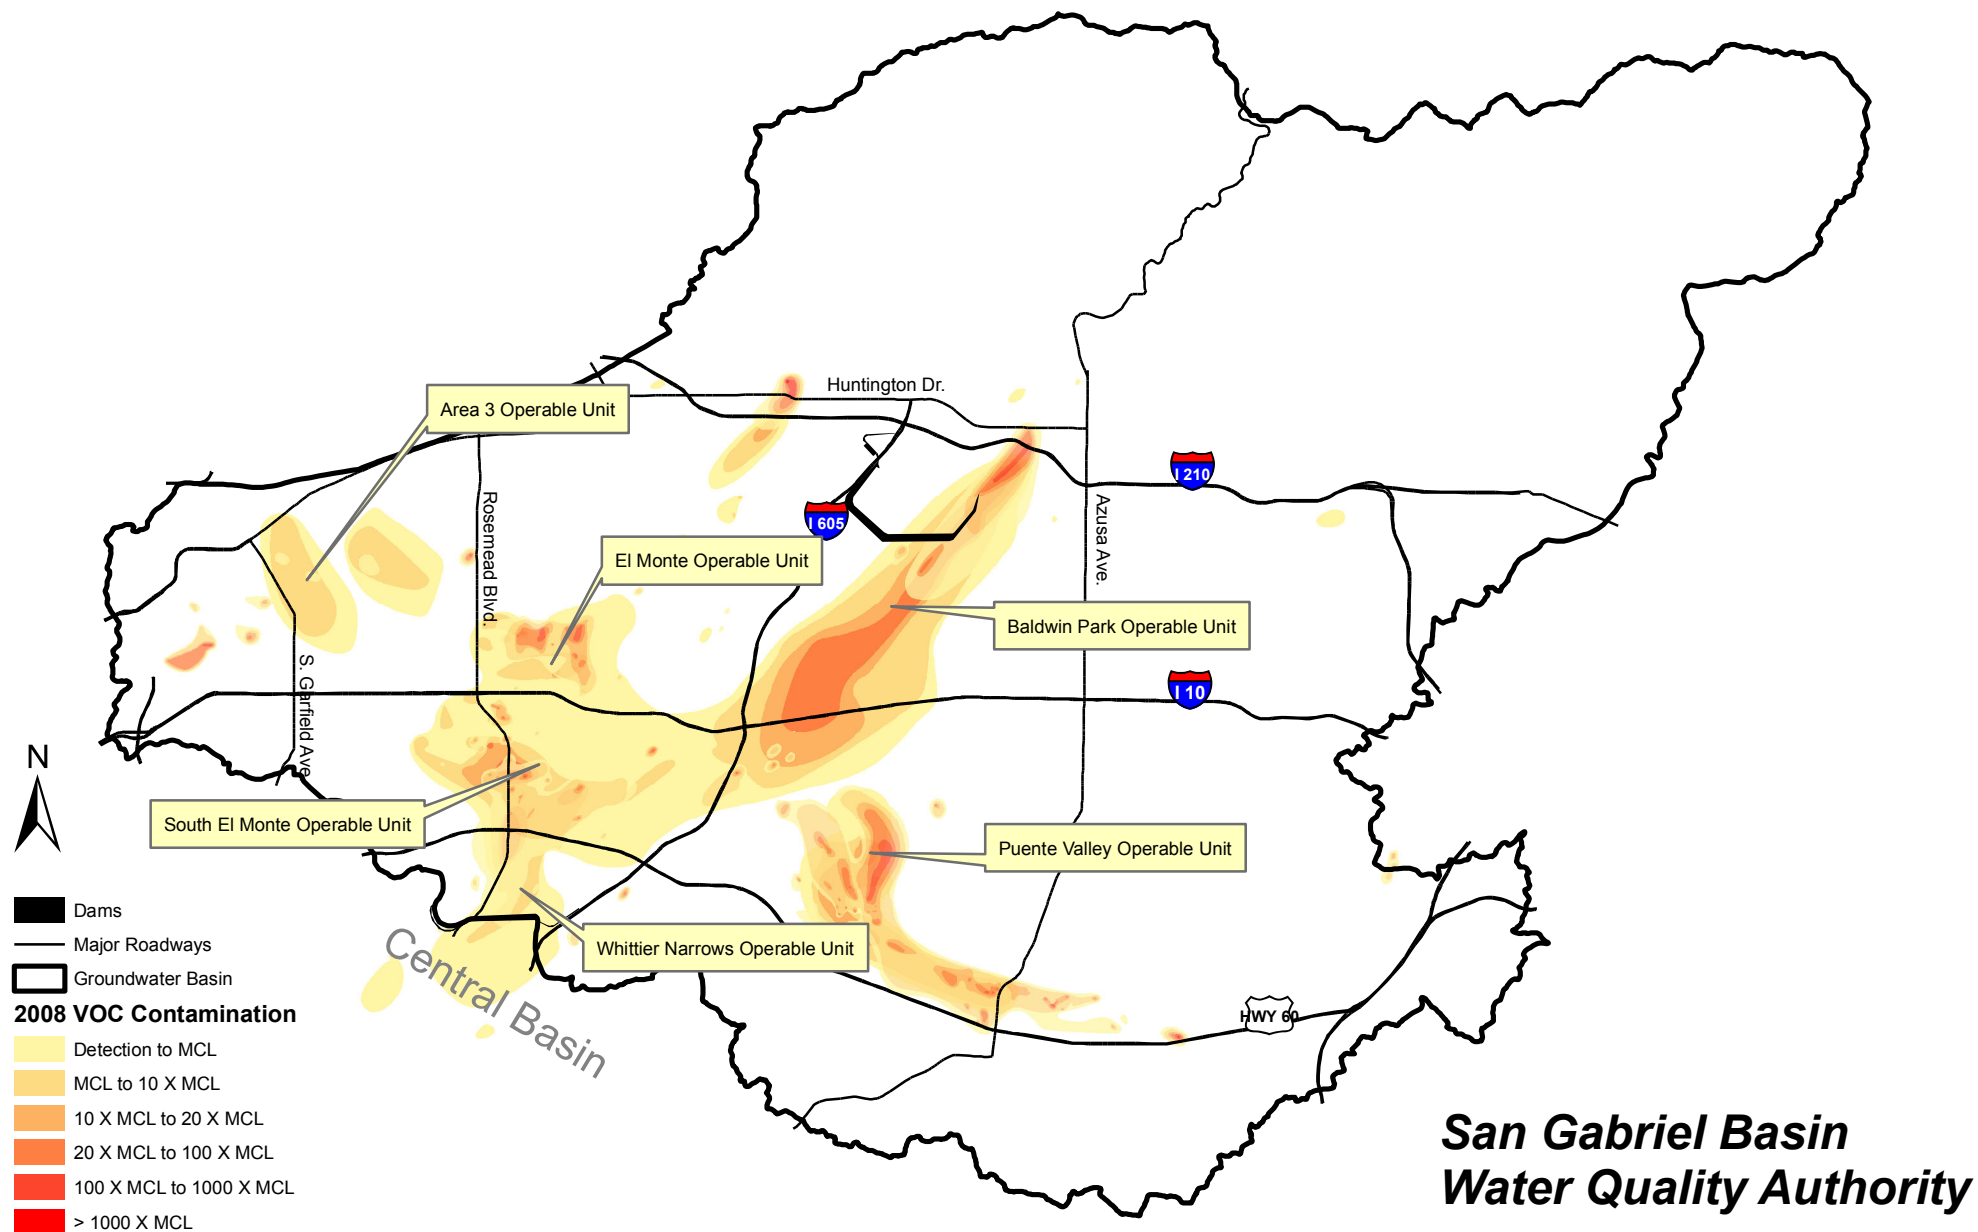 Huntington Dr.
Area 3 Operable Unit
I 210
Rosemead Blvd.
I 605
Azusa Ave.
El Monte Operable Unit
Baldwin Park Operable Unit
S. Garfield Ave
I 10
N
South El Monte Operable Unit
Puente Valley Operable Unit
Whittier Narrows Operable Unit
Central Basin
HWY 60
Dams
Major Roadways
Groundwater Basin
2008 VOC Contamination
Detection to MCL
MCL to 10 X MCL
10 X MCL to 20 X MCL
20 X MCL to 100 X MCL
100 X MCL to 1000 X MCL
> 1000 X MCL
San Gabriel Basin
Water Quality Authority